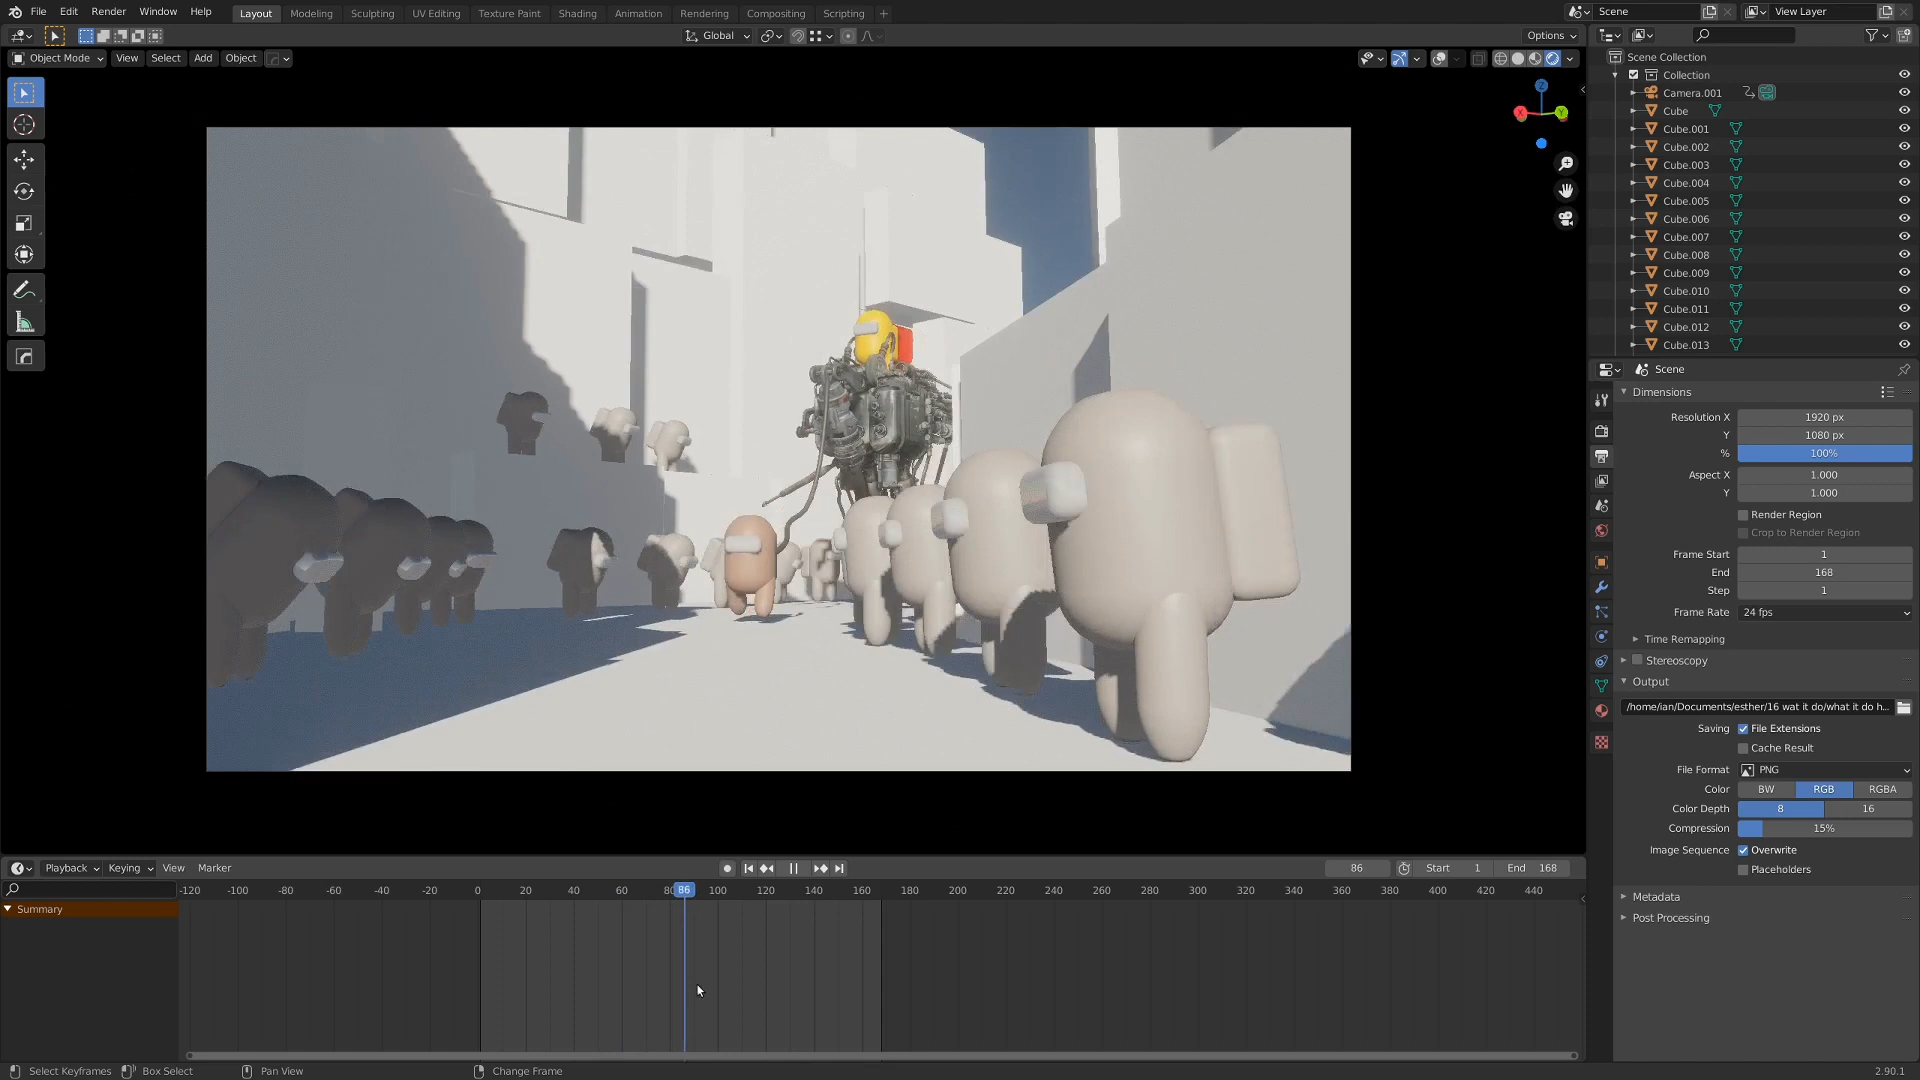 File Edit Render Window Help Layout Modeling Sculpting UV Editing Texture Paint Shading Animation Rendering Compositing Scripting + Scene View Layer
Global Options
Object Mode View Select Add Object
X Y Z
Scene Collection
Collection
Camera.001
Cube
Cube.001
Cube.002
Cube.003
Cube.004
Cube.005
Cube.006
Cube.007
Cube.008
Cube.009
Cube.010
Cube.011
Cube.012
Cube.013
Scene
Dimensions
Resolution X 1920 px
Y 1080 px
% 100%
Aspect X 1.000
Y 1.000
Render Region
Crop to Render Region
Frame Start 1
End 168
Step 1
Frame Rate 24 fps
Time Remapping
Stereoscopy
Output
/home/ian/Documents/esther/16 wat it do/what it do h...
Saving File Extensions
Cache Result
File Format PNG
Color BW RGB RGBA
Color Depth 8 16
Compression 15%
Image Sequence Overwrite
Placeholders
Metadata
Post Processing
Playback Keying View Marker 86 Start 1 End 168
-120 -100 -80 -60 -40 -20 0 20 40 60 80 86 100 120 140 160 180 200 220 240 260 280 300 320 340 360 380 400 420 440
Summary
Select Keyframes Box Select Pan View Change Frame 2.90.1